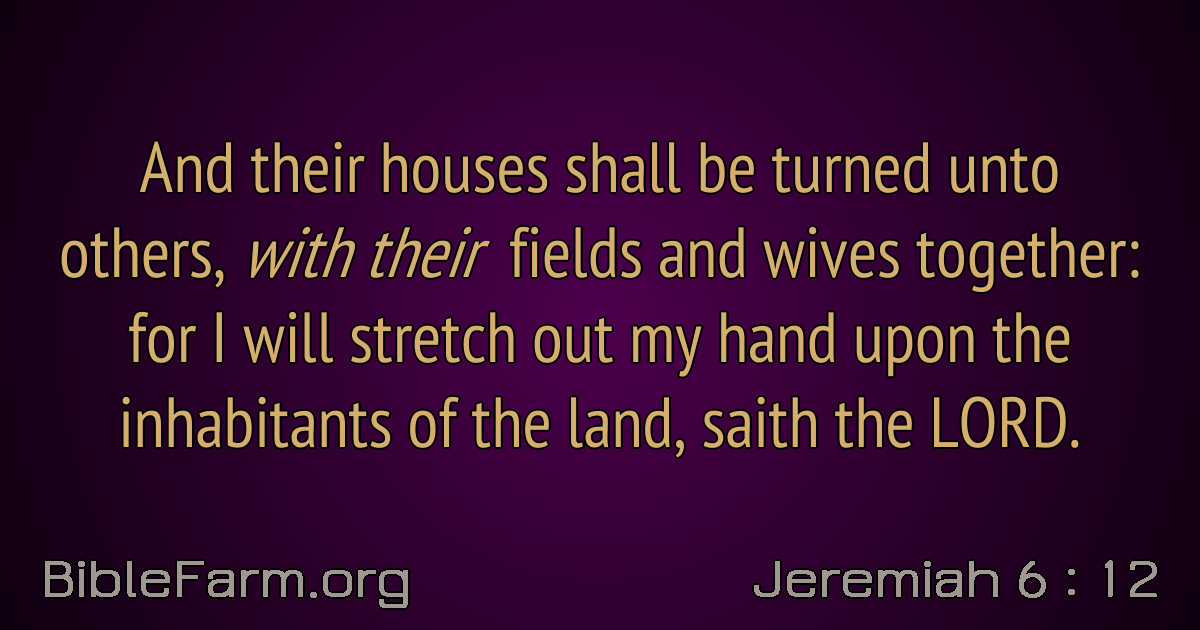 And their houses shall be turned unto
others, with their fields and wives together:
for I will stretch out my hand upon the
inhabitants of the land, saith the LORD.
BibleFarm.org
Jeremiah 6 : 12